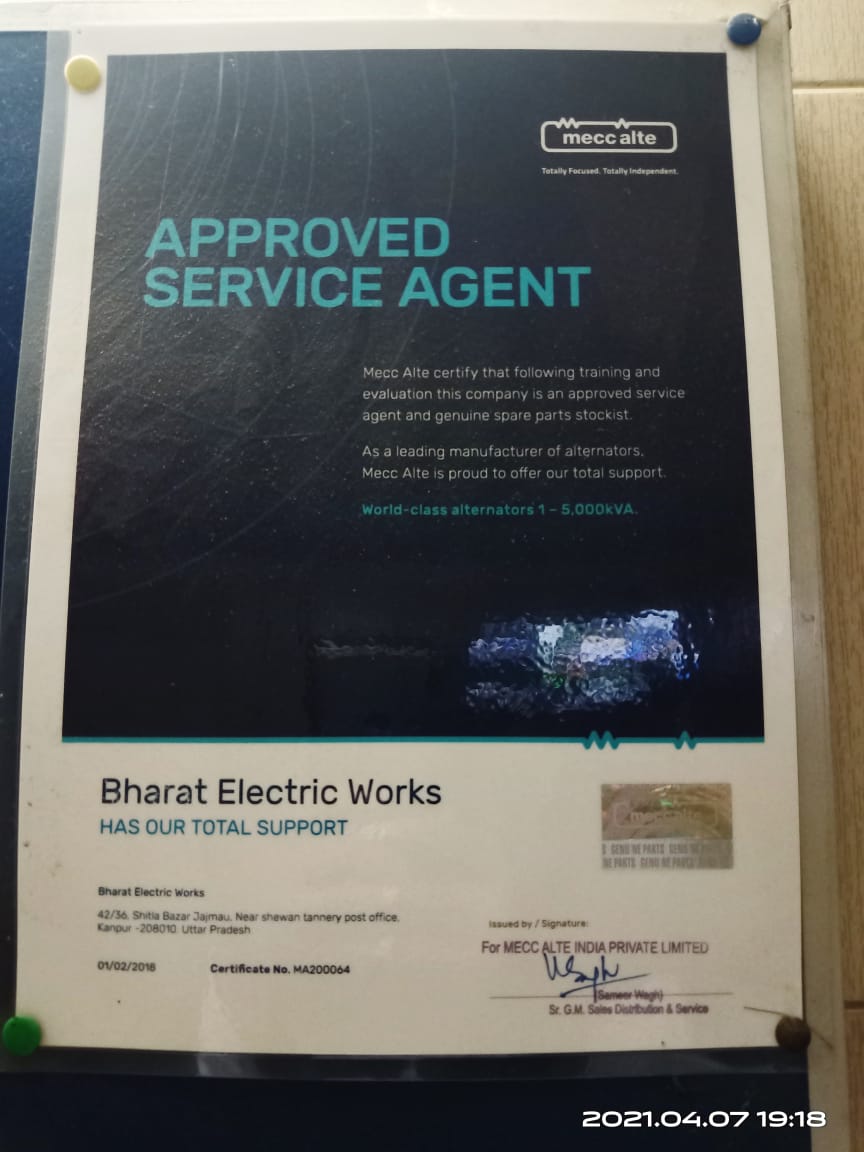 mecc alte
Totally Focused. Totally Independent.
APPROVED
SERVICE AGENT
Mecc Alte certify that following training and
evaluation this company is an approved service
agent and genuine spare parts stockist.
As a leading manufacturer of alternators,
Mecc Alte is proud to offer our total support.
World-class alternators 1 – 5,000kVA.
Bharat Electric Works
HAS OUR TOTAL SUPPORT
mecc alte
S GENUINE PARTS GENUINE
NE PARTS GENUINE PARTS
Bharat Electric Works
42/36, Shitla Bazar Jajmau, Near shewan tannery post office,
Kanpur -208010 Uttar Pradesh
01/02/2018 Certificate No. MA200064
Issued by / Signature:
For MECC ALTE INDIA PRIVATE LIMITED
(Sameer Wagh)
Sr. G.M. Sales Distribution & Service
2021.04.07 19:18